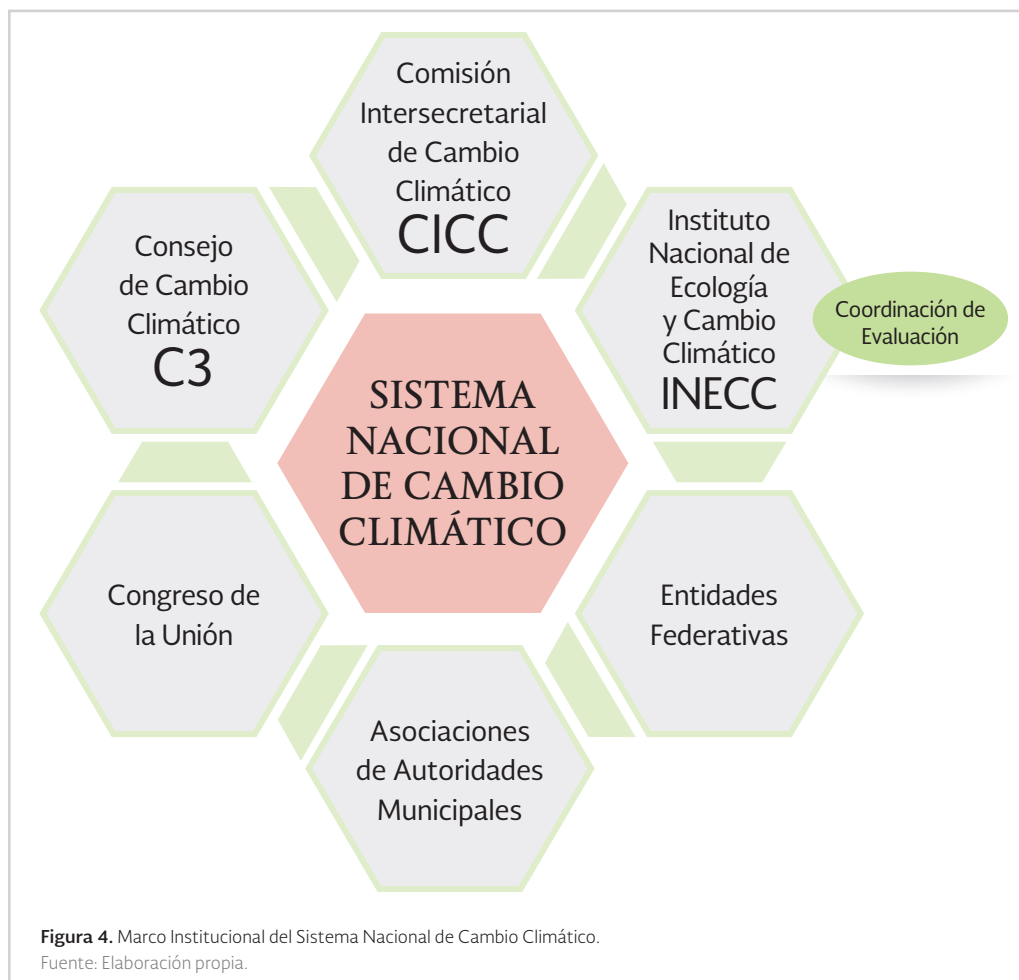 Comisión
Intersecretarial
de Cambio
Climático
CICC
Consejo
de Cambio
Climático
C3
Instituto
Nacional de
Ecología
y Cambio
Climático
INECC
Coordinación de
Evaluación
SISTEMA
NACIONAL
DE CAMBIO
CLIMÁTICO
Congreso de
la Unión
Entidades
Federativas
Asociaciones
de Autoridades
Municipales
Figura 4. Marco Institucional del Sistema Nacional de Cambio Climático.
Fuente: Elaboración propia.